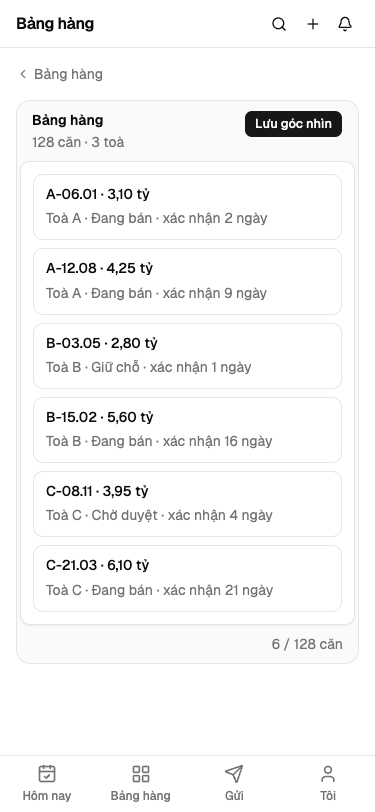 Bảng hàng
Bảng hàng
Bảng hàng
Lưu góc nhìn
128 căn · 3 toà
A-06.01 · 3,10 tỷ
Toà A · Đang bán · xác nhận 2 ngày
A-12.08 · 4,25 tỷ
Toà A · Đang bán · xác nhận 9 ngày
B-03.05 · 2,80 tỷ
Toà B · Giữ chỗ · xác nhận 1 ngày
B-15.02 · 5,60 tỷ
Toà B · Đang bán · xác nhận 16 ngày
C-08.11 · 3,95 tỷ
Toà C · Chờ duyệt · xác nhận 4 ngày
C-21.03 · 6,10 tỷ
Toà C · Đang bán · xác nhận 21 ngày
6 / 128 căn
Hôm nay
Bảng hàng
Gửi
Tôi